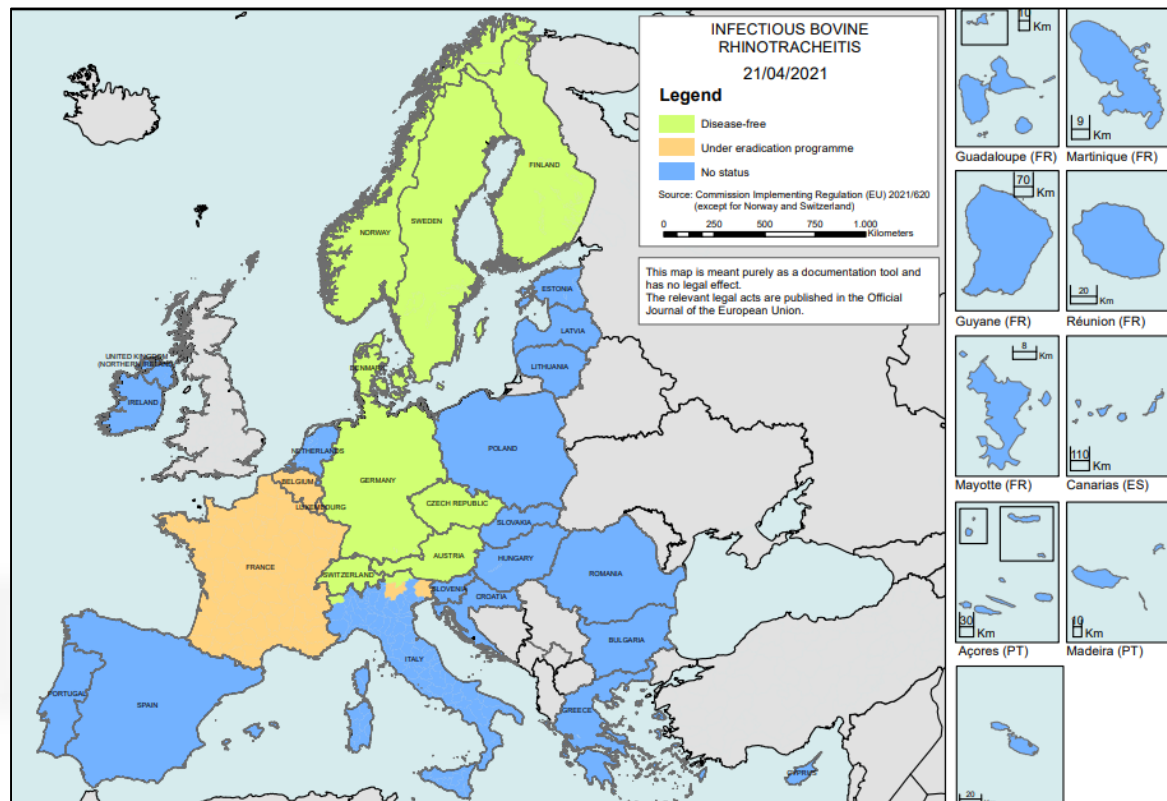 INFECTIOUS BOVINE
RHINOTRACHEITIS
21/04/2021
Legend
Disease-free
Under eradication programme
No status
Source: Commission Implementing Regulation (EU) 2021/620
(except for Norway and Switzerland)
0 250 500 750 1.000
Kilometers
This map is meant purely as a documentation tool and
has no legal effect.
The relevant legal acts are published in the Official
Journal of the European Union.
FINLAND
SWEDEN
NORWAY
ESTONIA
LATVIA
LITHUANIA
DENMARK
UNITED KINGDOM
(NORTHERN IRELAND)
IRELAND
NETHERLANDS
POLAND
BELGIUM
GERMANY
LUXEMBOURG
CZECH REPUBLIC
SLOVAKIA
AUSTRIA
HUNGARY
FRANCE
SWITZERLAND
ROMANIA
SLOVENIA
CROATIA
BULGARIA
ITALY
PORTUGAL
SPAIN
GREECE
CYPRUS
10
Km
Guadaloupe (FR)
9
Km
Martinique (FR)
70
Km
Guyane (FR)
20
Km
Réunion (FR)
8
Km
Mayotte (FR)
110
Km
Canarias (ES)
30
Km
Açores (PT)
10
Km
Madeira (PT)
20